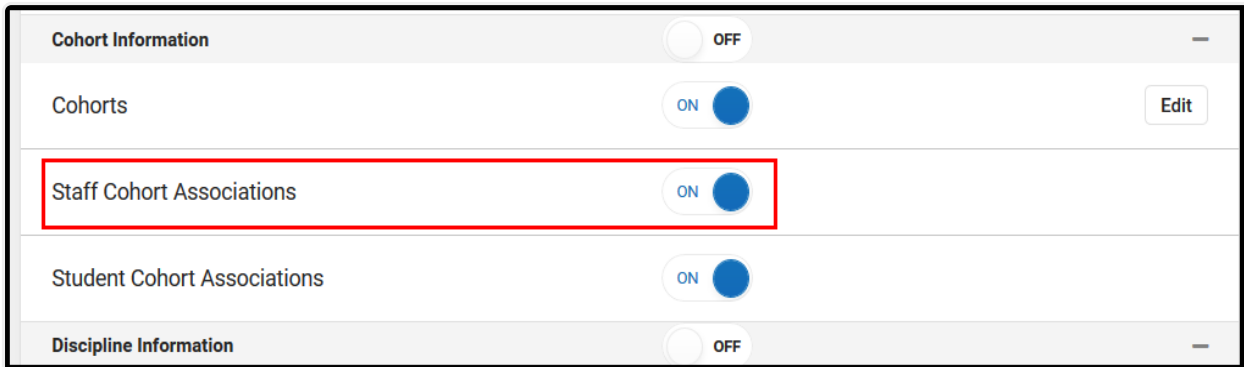 Cohort Information OFF
Cohorts ON Edit
Staff Cohort Associations ON
Student Cohort Associations ON
Discipline Information OFF